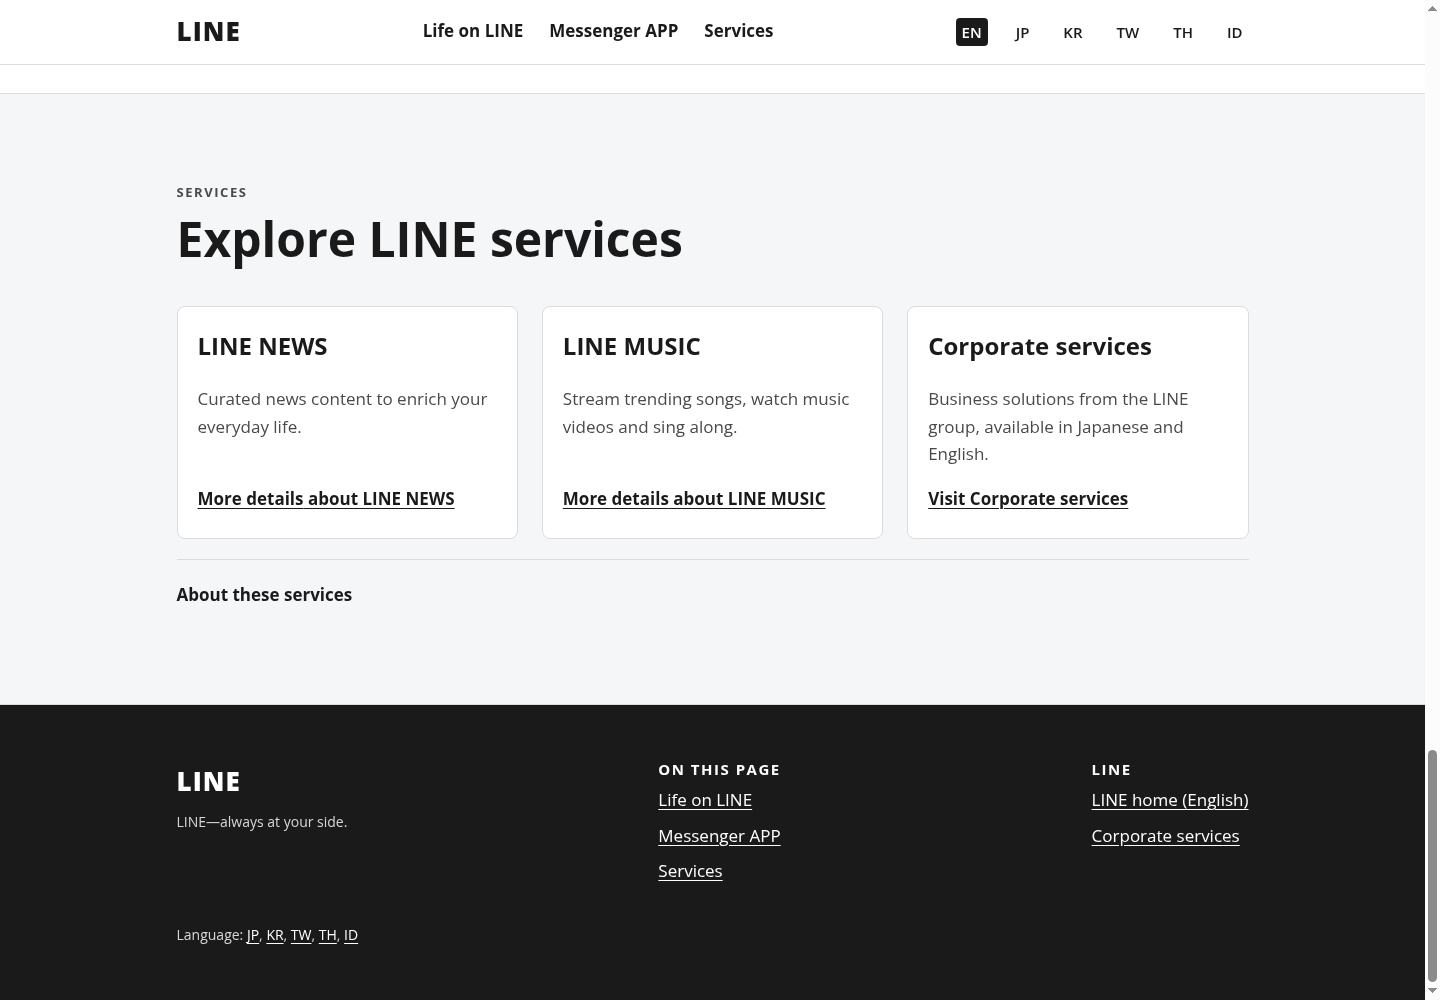 LINE
Life on LINE
Messenger APP
Services
EN
JP
KR
TW
TH
ID
SERVICES
Explore LINE services
LINE NEWS
Curated news content to enrich your
everyday life.
More details about LINE NEWS
LINE MUSIC
Stream trending songs, watch music
videos and sing along.
More details about LINE MUSIC
Corporate services
Business solutions from the LINE
group, available in Japanese and
English.
Visit Corporate services
About these services
LINE
LINE—always at your side.
ON THIS PAGE
Life on LINE
Messenger APP
Services
LINE
LINE home (English)
Corporate services
Language: JP, KR, TW, TH, ID